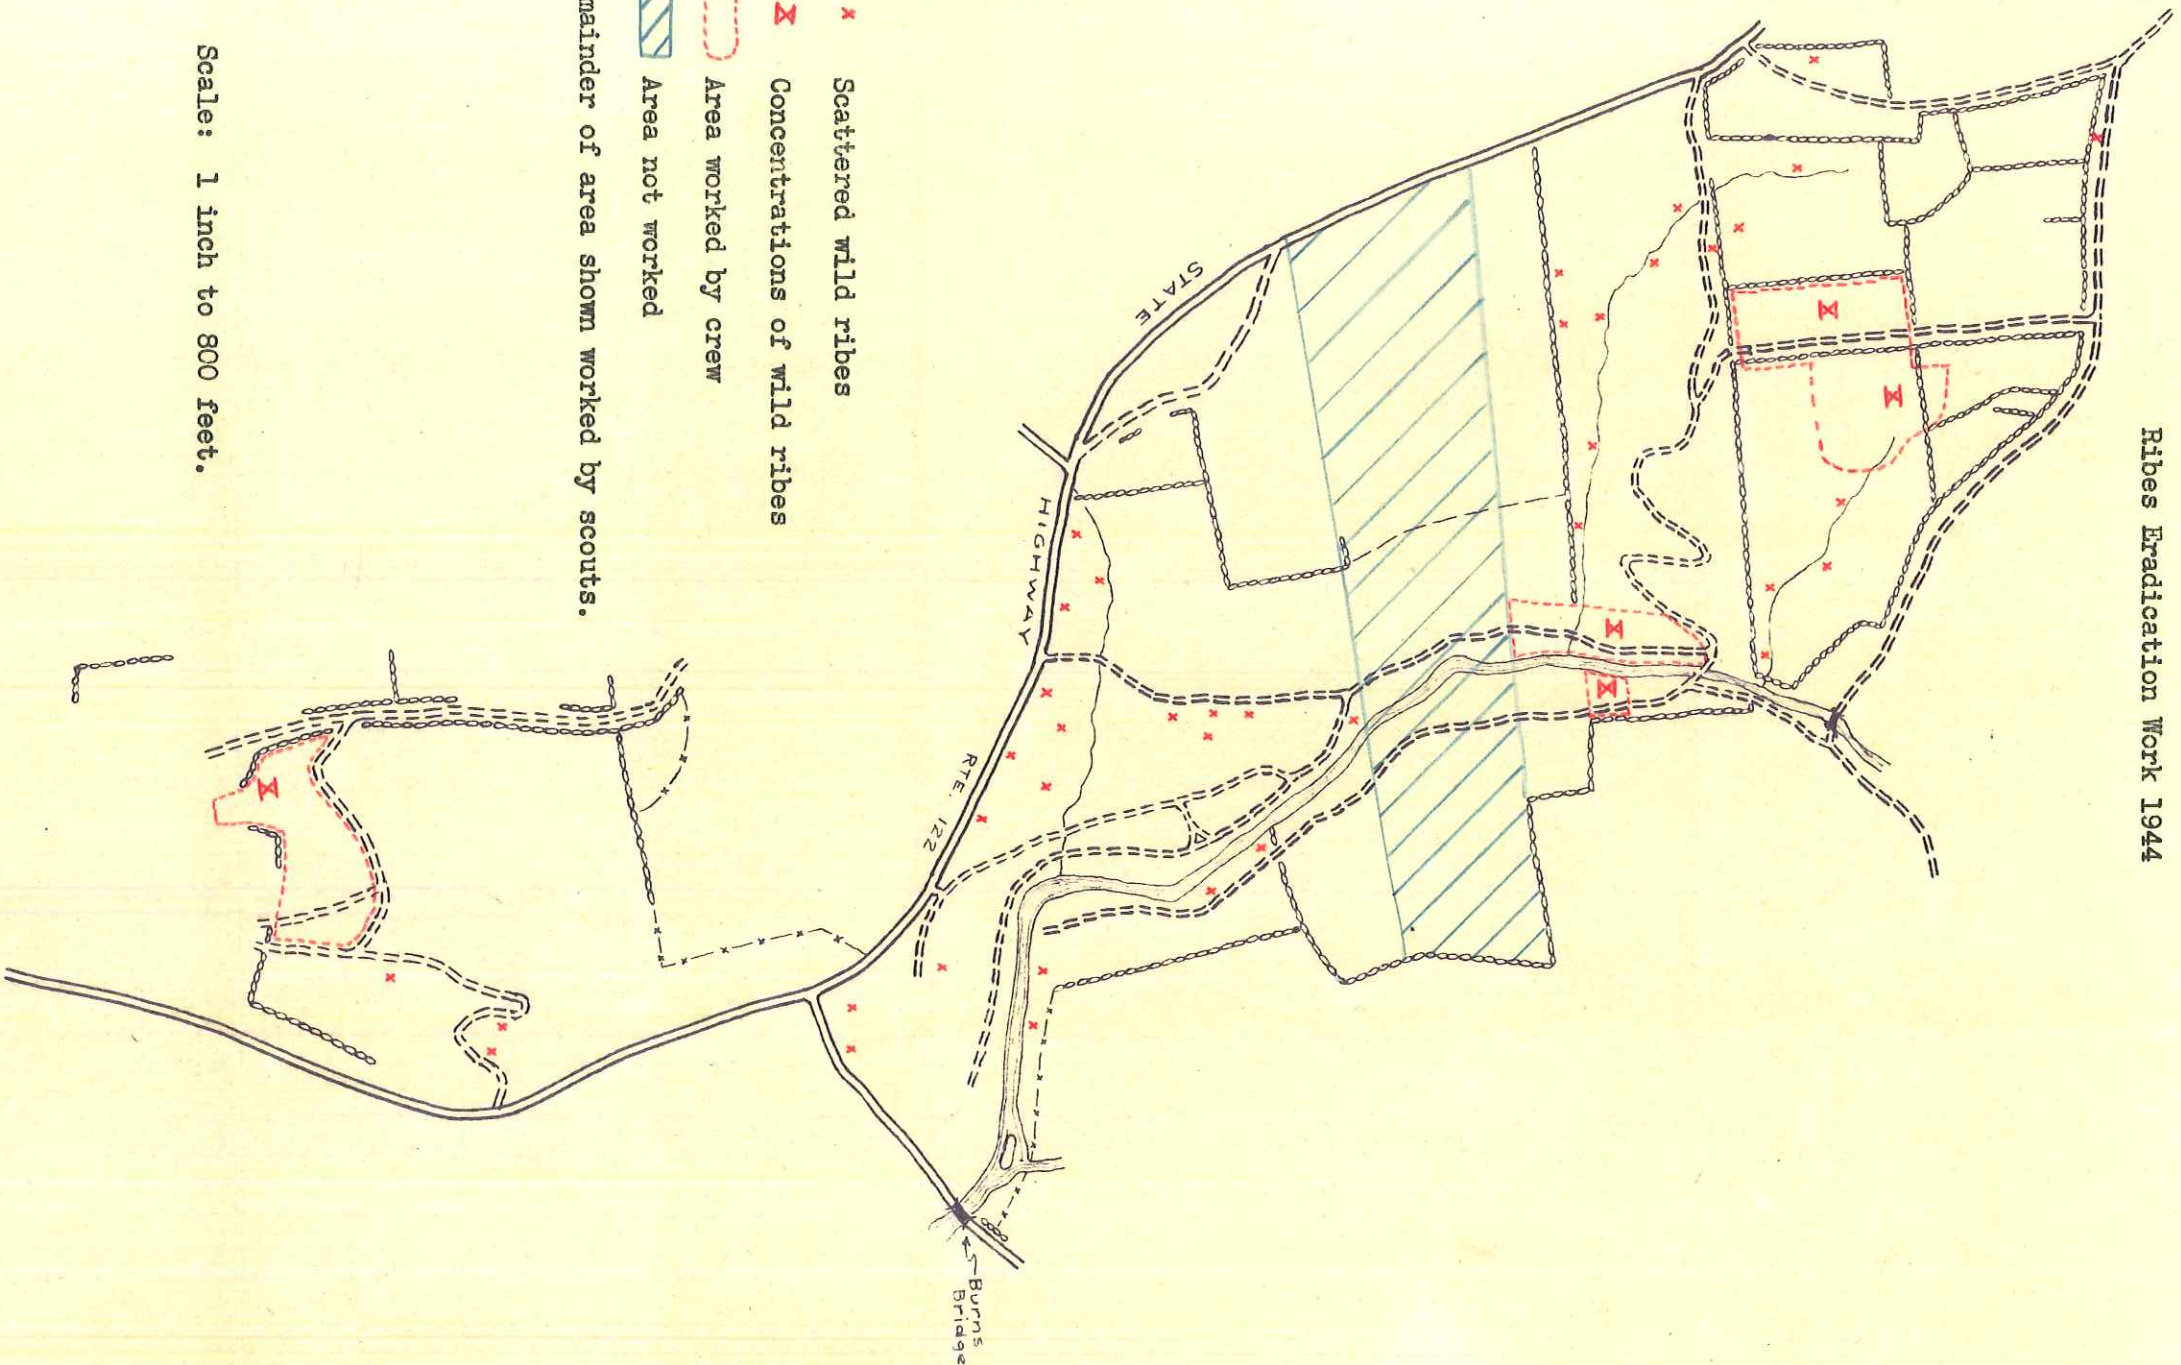 Ribes Eradication Work 1944
STATE
HIGHWAY
RTE. 122
Burns
Bridge
x Scattered wild ribes
Concentrations of wild ribes
Area worked by crew
Area not worked
mainder of area shown worked by scouts.
Scale: 1 inch to 800 feet.